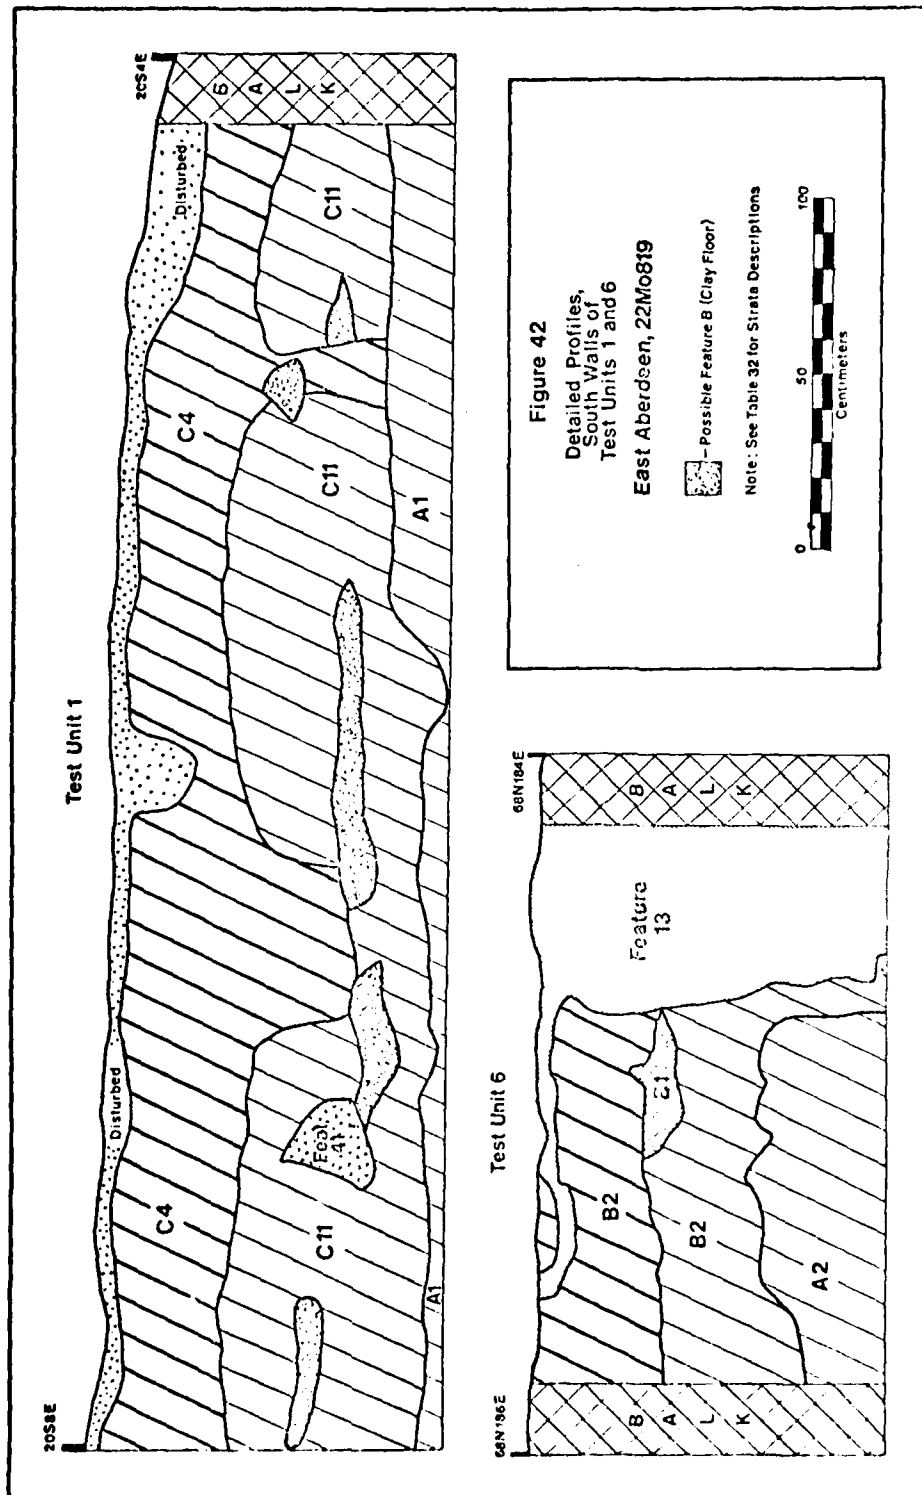 Test Unit 1
20S8E
20S4E
Disturbed
Disturbed
C4
C4
C11
C11
C11
Feat.
41
A1
A1
B
A
L
K
Test Unit 6
68N186E
68N184E
B
A
L
K
B2
B2
A2
Feature
13
B
A
L
K
Figure 42
Detailed Profiles,
South Walls of
Test Units 1 and 6
East Aberdeen, 22Mo819
- Possible Feature B (Clay Floor)
Note: See Table 32 for Strata Descriptions
0 50 100
Centimeters